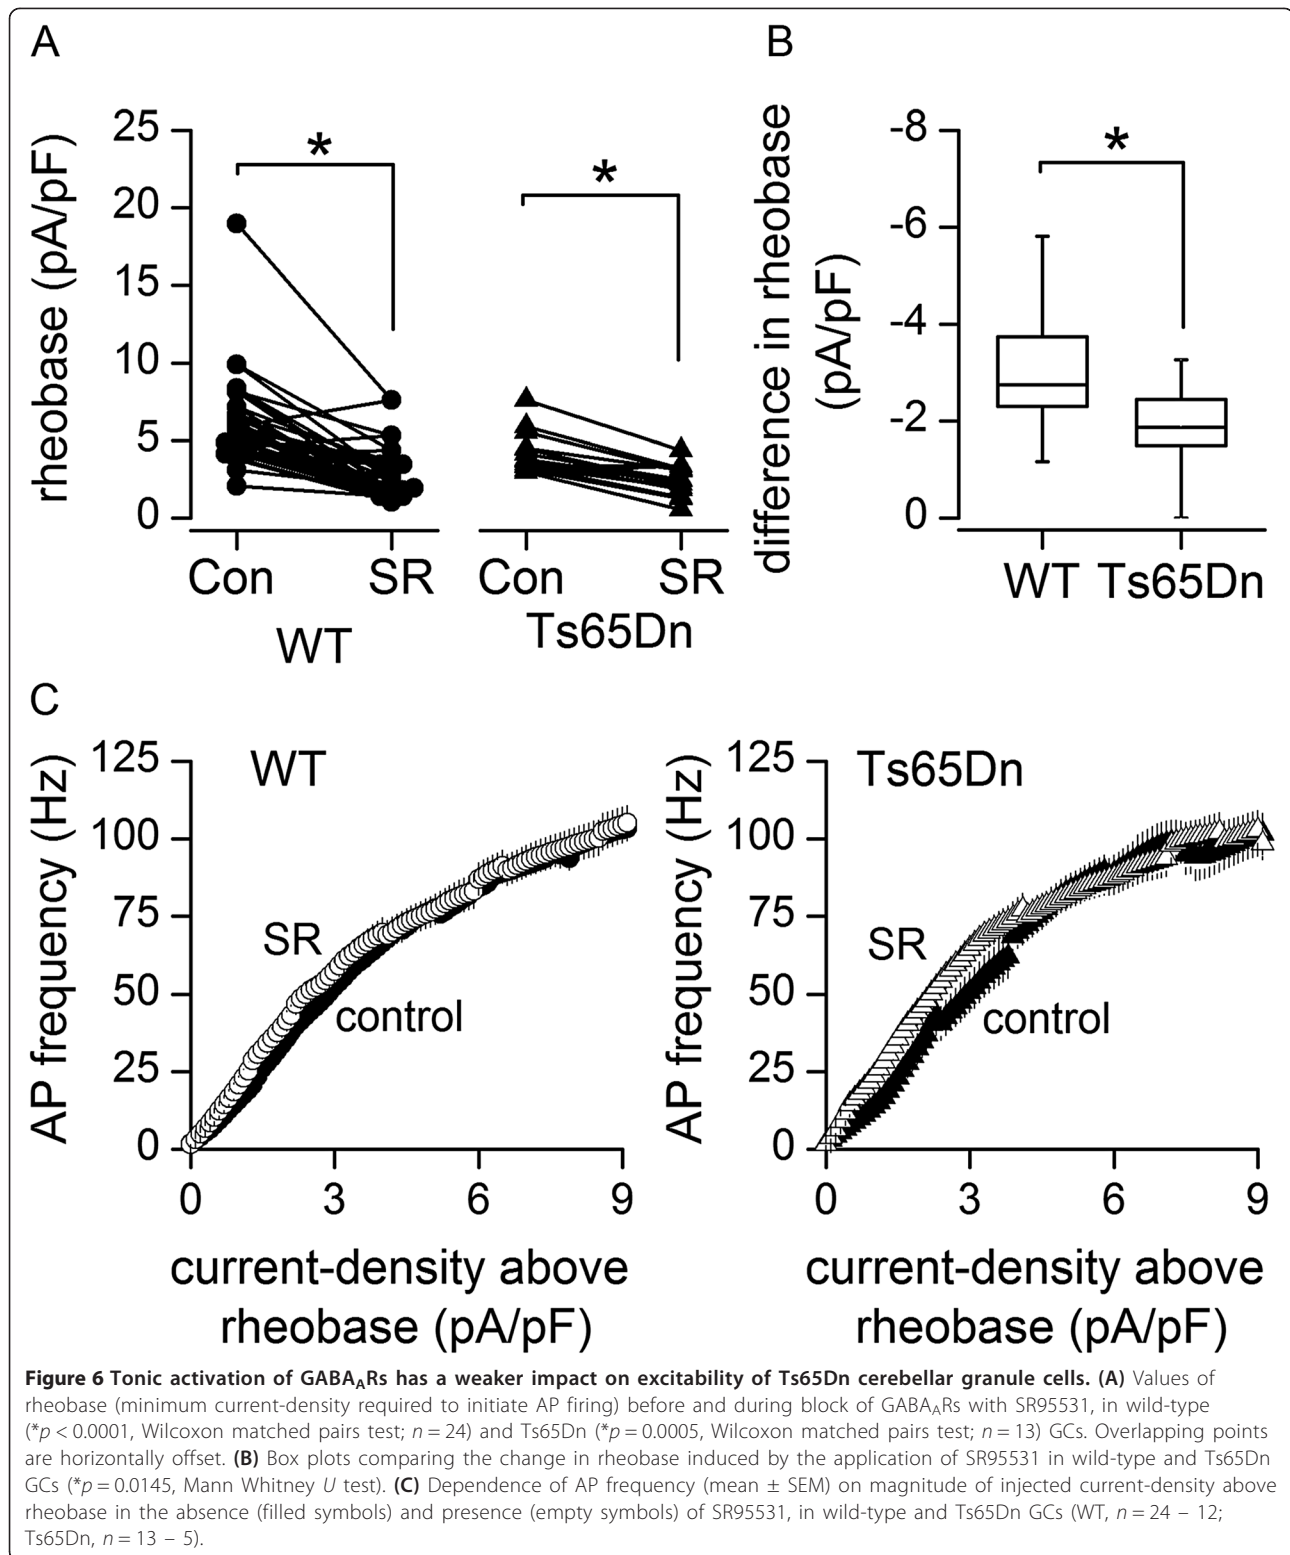 A
B
25
20
15
10
5
0
rheobase (pA/pF)
*
*
Con
SR
Con
SR
WT
Ts65Dn
-8
-6
-4
-2
0
difference in rheobase
(pA/pF)
*
WT
Ts65Dn
C
125
100
75
50
25
0
AP frequency (Hz)
WT
SR
control
0
3
6
9
current-density above
rheobase (pA/pF)
125
100
75
50
25
0
AP frequency (Hz)
Ts65Dn
SR
control
0
3
6
9
current-density above
rheobase (pA/pF)
Figure 6 Tonic activation of GABAARs has a weaker impact on excitability of Ts65Dn cerebellar granule cells. (A) Values of
rheobase (minimum current-density required to initiate AP firing) before and during block of GABAARs with SR95531, in wild-type
(*p < 0.0001, Wilcoxon matched pairs test; n = 24) and Ts65Dn (*p = 0.0005, Wilcoxon matched pairs test; n = 13) GCs. Overlapping points
are horizontally offset. (B) Box plots comparing the change in rheobase induced by the application of SR95531 in wild-type and Ts65Dn
GCs (*p = 0.0145, Mann Whitney U test). (C) Dependence of AP frequency (mean ± SEM) on magnitude of injected current-density above
rheobase in the absence (filled symbols) and presence (empty symbols) of SR95531, in wild-type and Ts65Dn GCs (WT, n = 24 – 12;
Ts65Dn, n = 13 – 5).